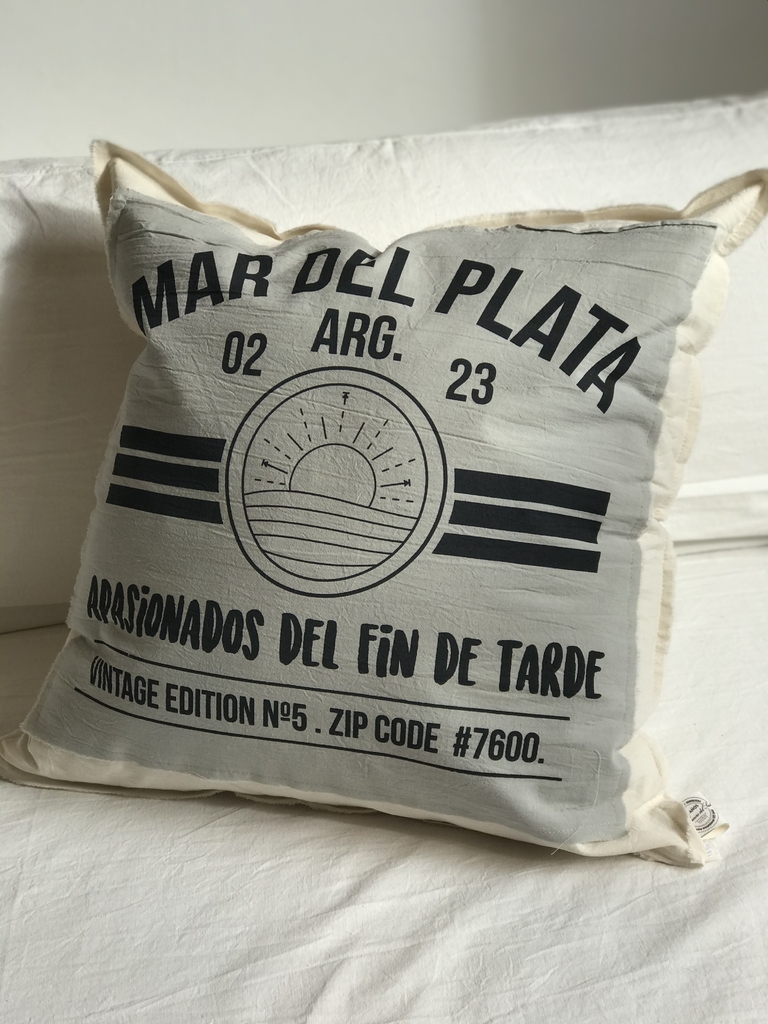 MAR DEL PLATA
ARG.
02 23
APASIONADOS DEL FIN DE TARDE
VINTAGE EDITION Nº5 . ZIP CODE #7600.